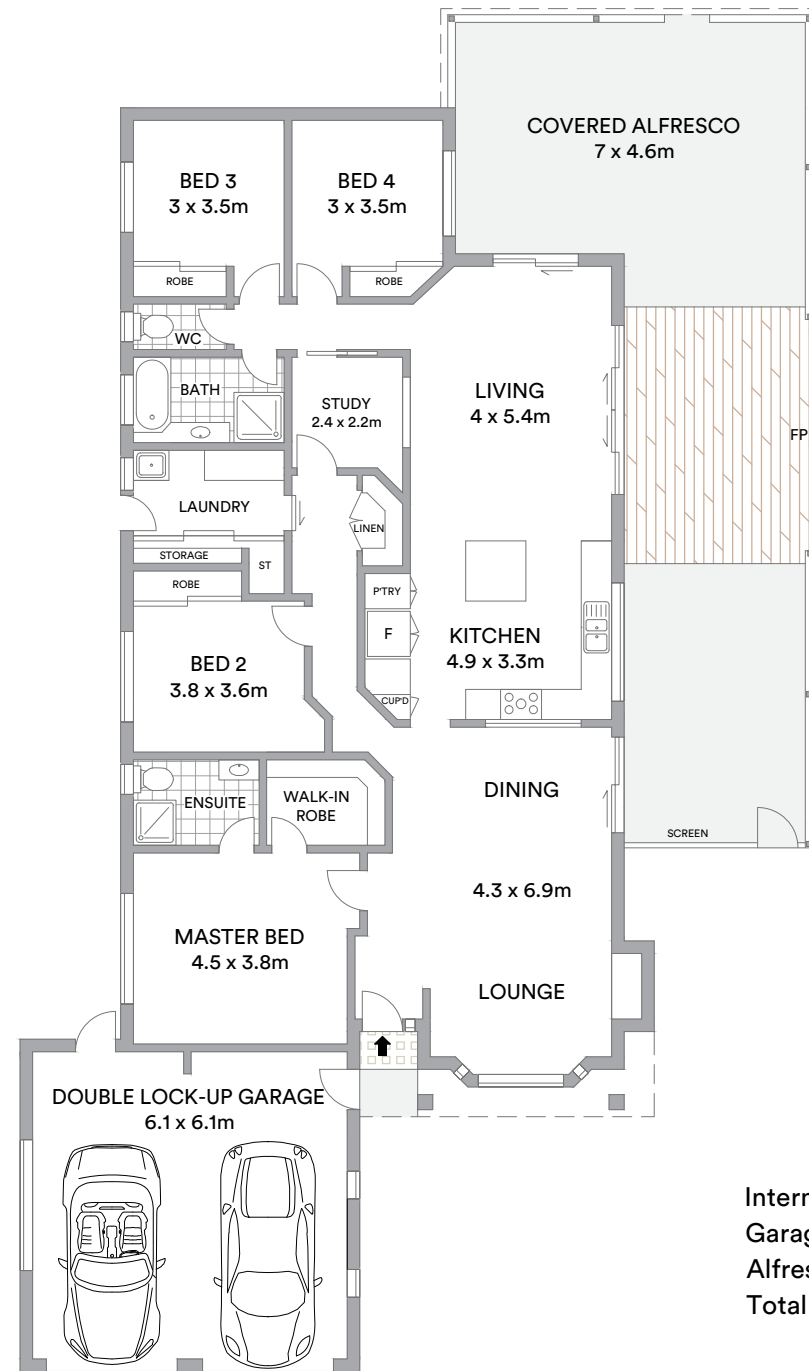 COVERED ALFRESCO
7 x 4.6m
BED 3
3 x 3.5m
BED 4
3 x 3.5m
ROBE
ROBE
WC
BATH
STUDY
2.4 x 2.2m
LIVING
4 x 5.4m
FP
LAUNDRY
LINEN
STORAGE
ST
ROBE
P'TRY
F
KITCHEN
4.9 x 3.3m
BED 2
3.8 x 3.6m
CUP'D
ENSUITE
WALK-IN
ROBE
DINING
SCREEN
4.3 x 6.9m
MASTER BED
4.5 x 3.8m
LOUNGE
DOUBLE LOCK-UP GARAGE
6.1 x 6.1m
Total